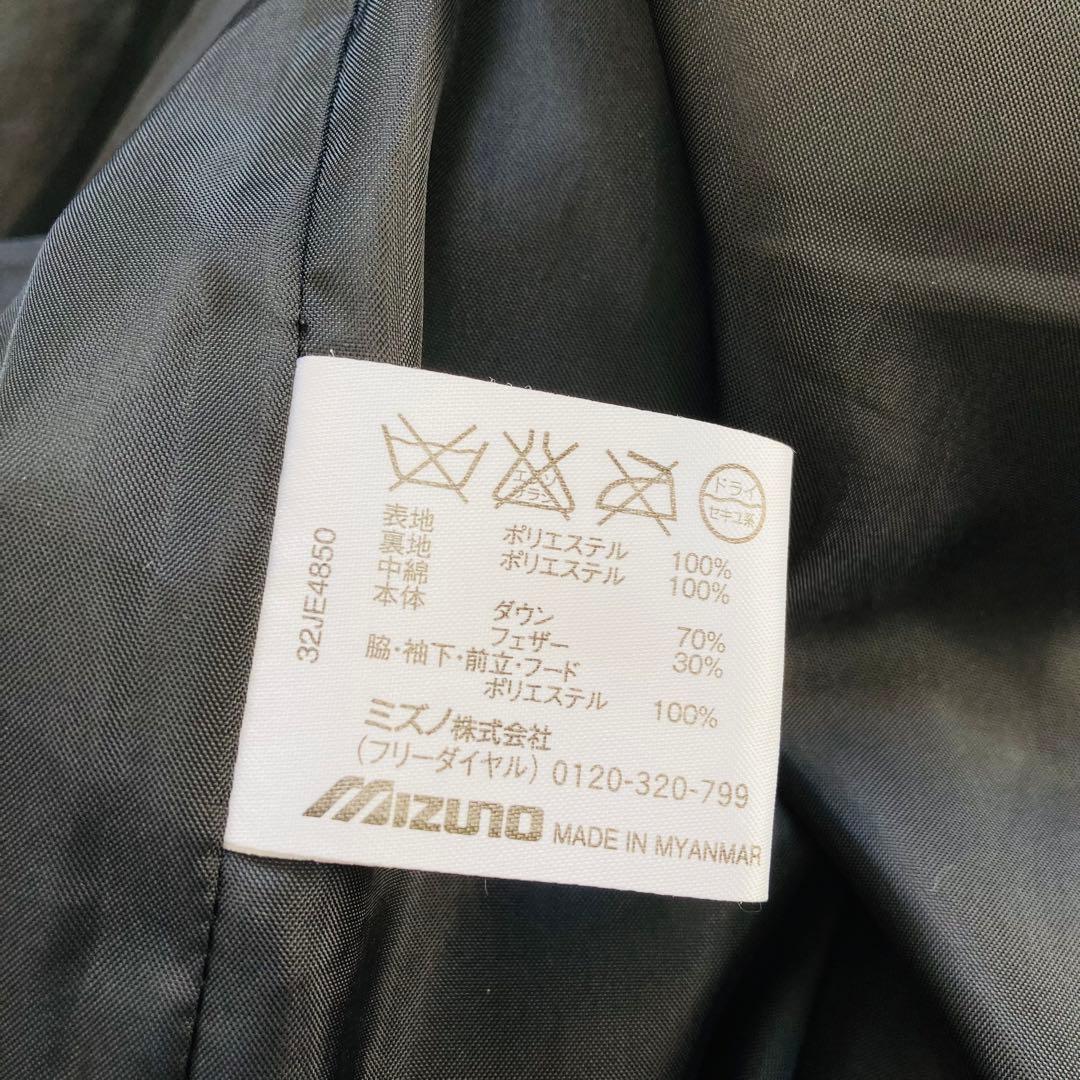 エンソ
サラシ
ドライ
セキユ系
表地 ポリエステル 100%
裏地 ポリエステル 100%
中綿
本体 ダウン 70%
フェザー 30%
脇・袖下・前立・フード
ポリエステル 100%
ミズノ株式会社
(フリーダイヤル) 0120-320-799
MIZUNO MADE IN MYANMAR
32JE4850